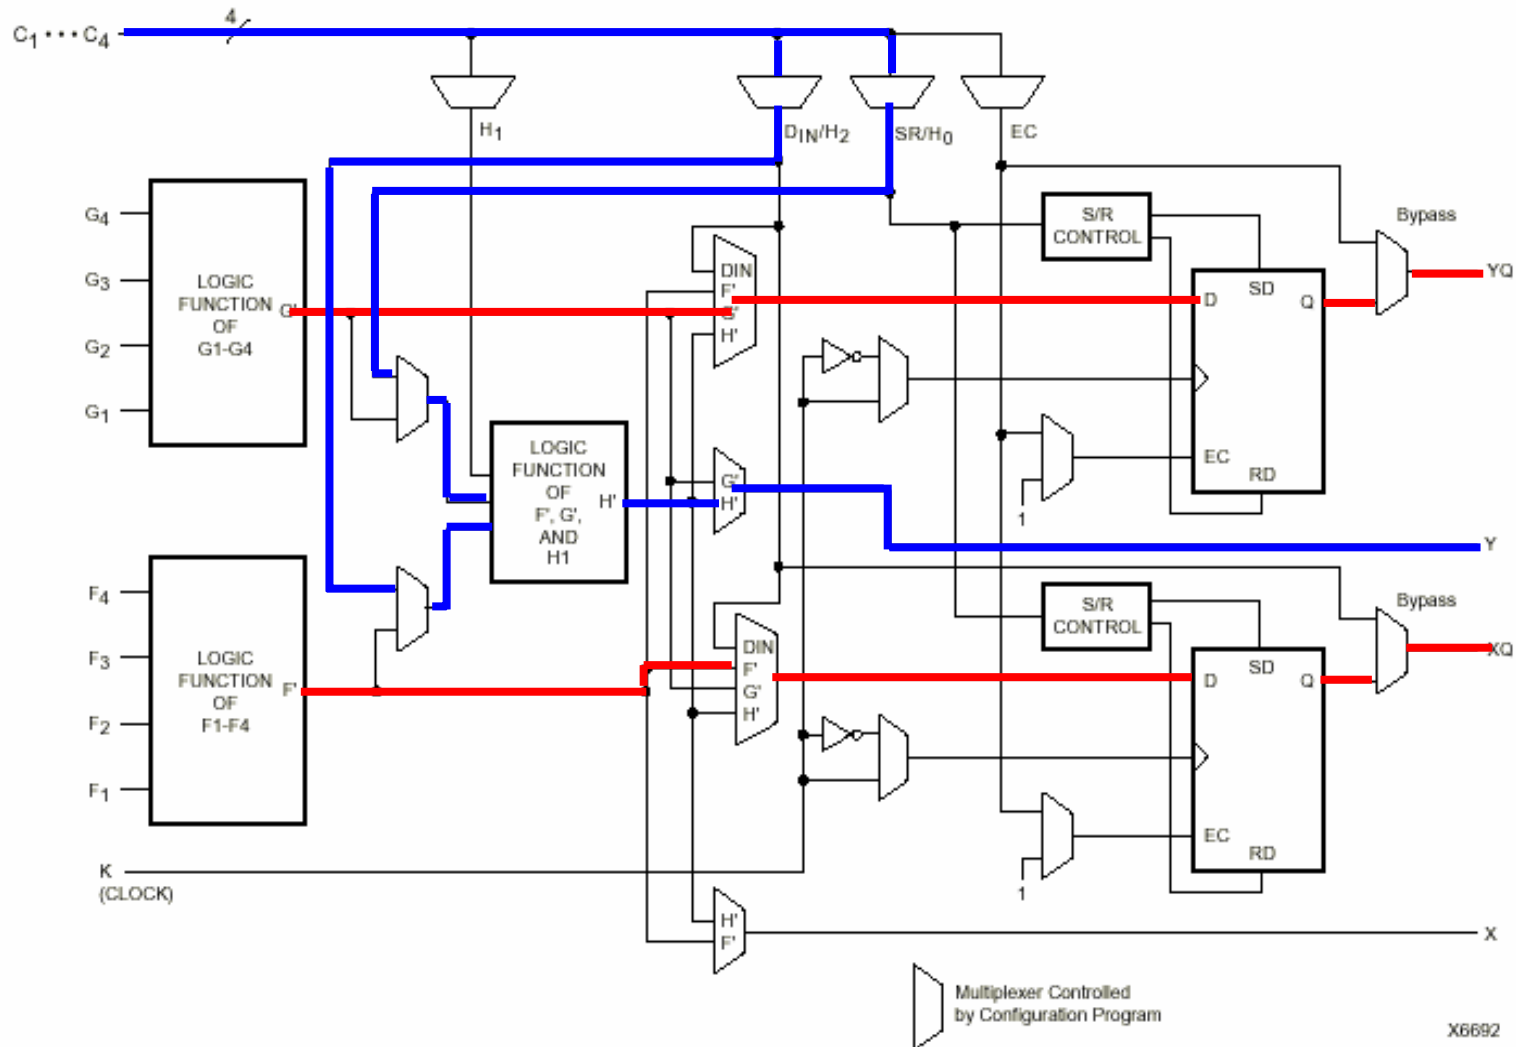 4
C1 • • • C4
H1
DIN/H2
SR/H0
EC
G4
G3
G2
G1
LOGIC
FUNCTION
OF
G1-G4
G'
DIN
F'
G'
H'
S/R
CONTROL
Bypass
YQ
D
SD
Q
EC
RD
1
LOGIC
FUNCTION
OF
F', G',
AND
H1
H'
G'
H'
Y
F4
F3
F2
F1
LOGIC
FUNCTION
OF
F1-F4
F'
DIN
F'
G'
H'
S/R
CONTROL
Bypass
XQ
D
SD
Q
EC
RD
1
K
(CLOCK)
H'
F'
X
Multiplexer Controlled
by Configuration Program
X6692